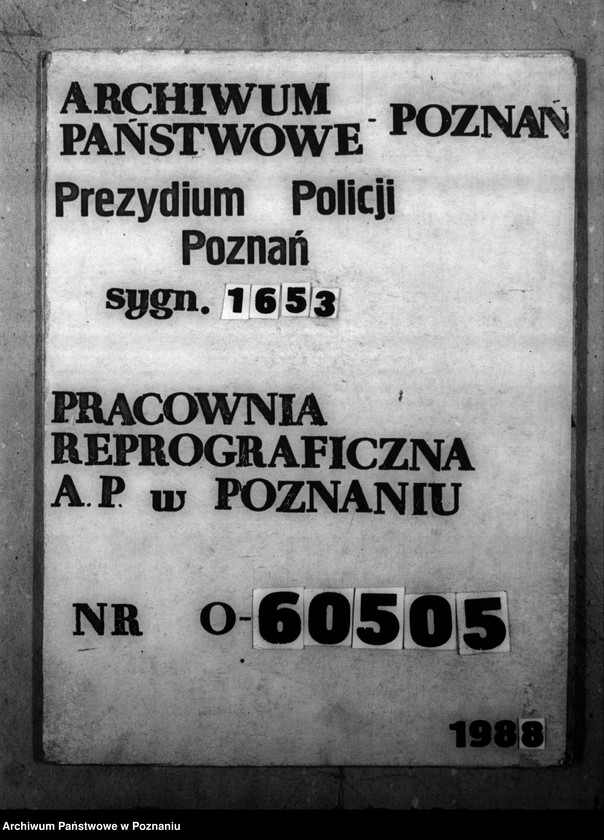 ARCHIWUM
PAŃSTWOWE - POZNAŃ
Prezydium Policji
Poznań
sygn. 1653
PRACOWNIA
REPROGRAFICZNA
A.P. w POZNANIU
NR O-60505
1988
Archiwum Państwowe w Poznaniu